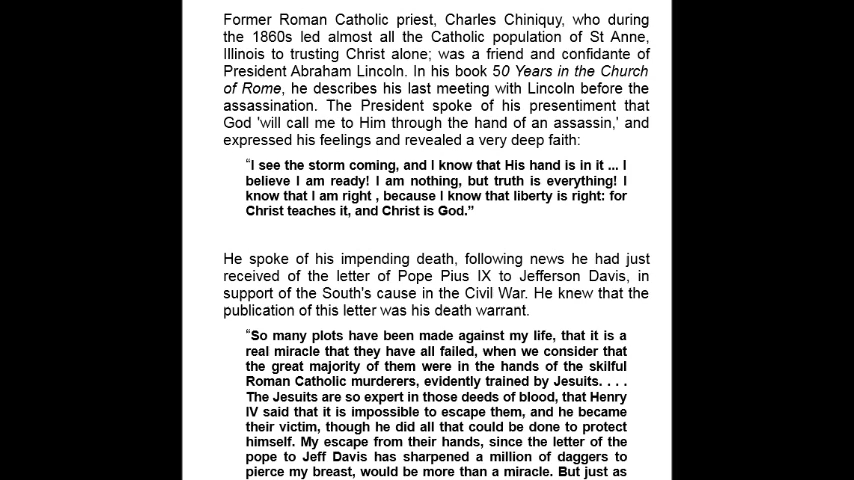 Former Roman Catholic priest, Charles Chiniquy, who during
the 1860s led almost all the Catholic population of St Anne,
Illinois to trusting Christ alone; was a friend and confidante of
President Abraham Lincoln. In his book 50 Years in the Church
of Rome, he describes his last meeting with Lincoln before the
assassination. The President spoke of his presentiment that
God 'will call me to Him through the hand of an assassin,' and
expressed his feelings and revealed a very deep faith:
“I see the storm coming, and I know that His hand is in it ... I
believe I am ready! I am nothing, but truth is everything! I
know that I am right , because I know that liberty is right: for
Christ teaches it, and Christ is God.”
He spoke of his impending death, following news he had just
received of the letter of Pope Pius IX to Jefferson Davis, in
support of the South's cause in the Civil War. He knew that the
publication of this letter was his death warrant.
“So many plots have been made against my life, that it is a
real miracle that they have all failed, when we consider that
the great majority of them were in the hands of the skilful
Roman Catholic murderers, evidently trained by Jesuits. . . .
The Jesuits are so expert in those deeds of blood, that Henry
IV said that it is impossible to escape them, and he became
their victim, though he did all that could be done to protect
himself. My escape from their hands, since the letter of the
pope to Jeff Davis has sharpened a million of daggers to
pierce my breast, would be more than a miracle. But just as